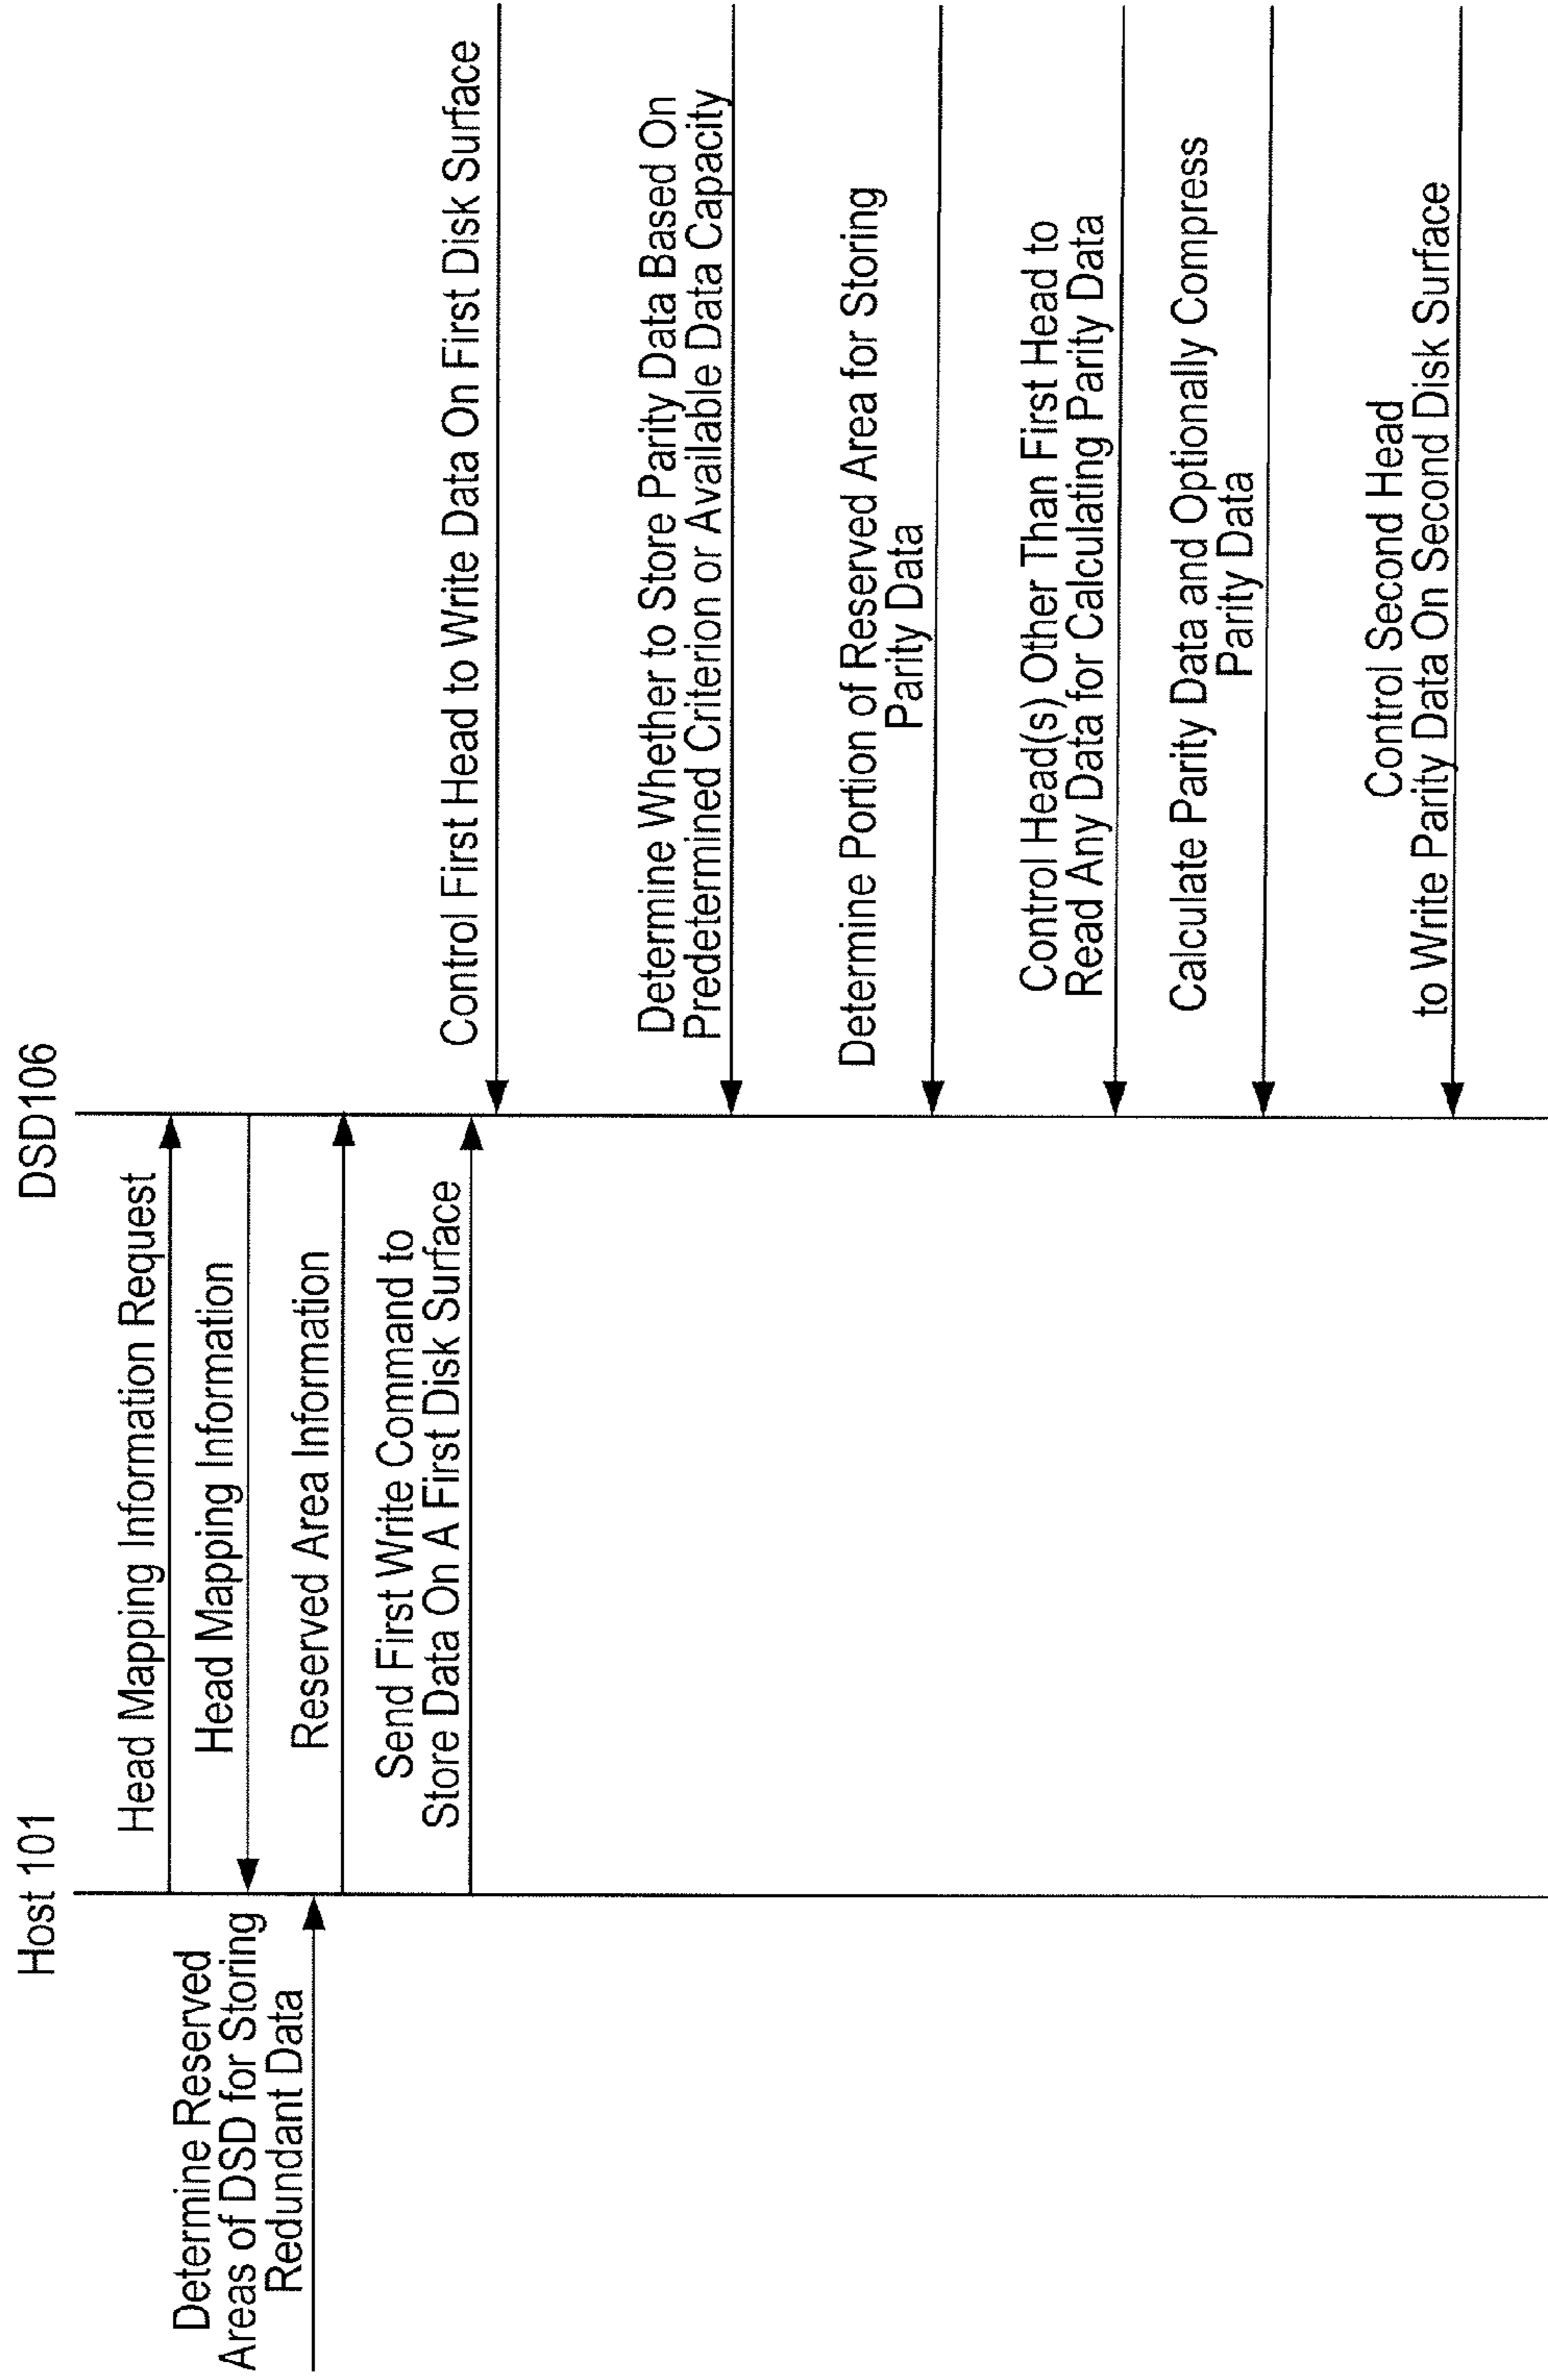 Host 101
DSD106
Head Mapping Information Request
Head Mapping Information
Determine Reserved
Areas of DSD for Storing
Redundant Data
Reserved Area Information
Send First Write Command to
Store Data On A First Disk Surface
Control First Head to Write Data On First Disk Surface
Determine Whether to Store Parity Data Based On
Predetermined Criterion or Available Data Capacity
Determine Portion of Reserved Area for Storing
Parity Data
Control Head(s) Other Than First Head to
Read Any Data for Calculating Parity Data
Calculate Parity Data and Optionally Compress
Parity Data
Control Second Head
to Write Parity Data On Second Disk Surface